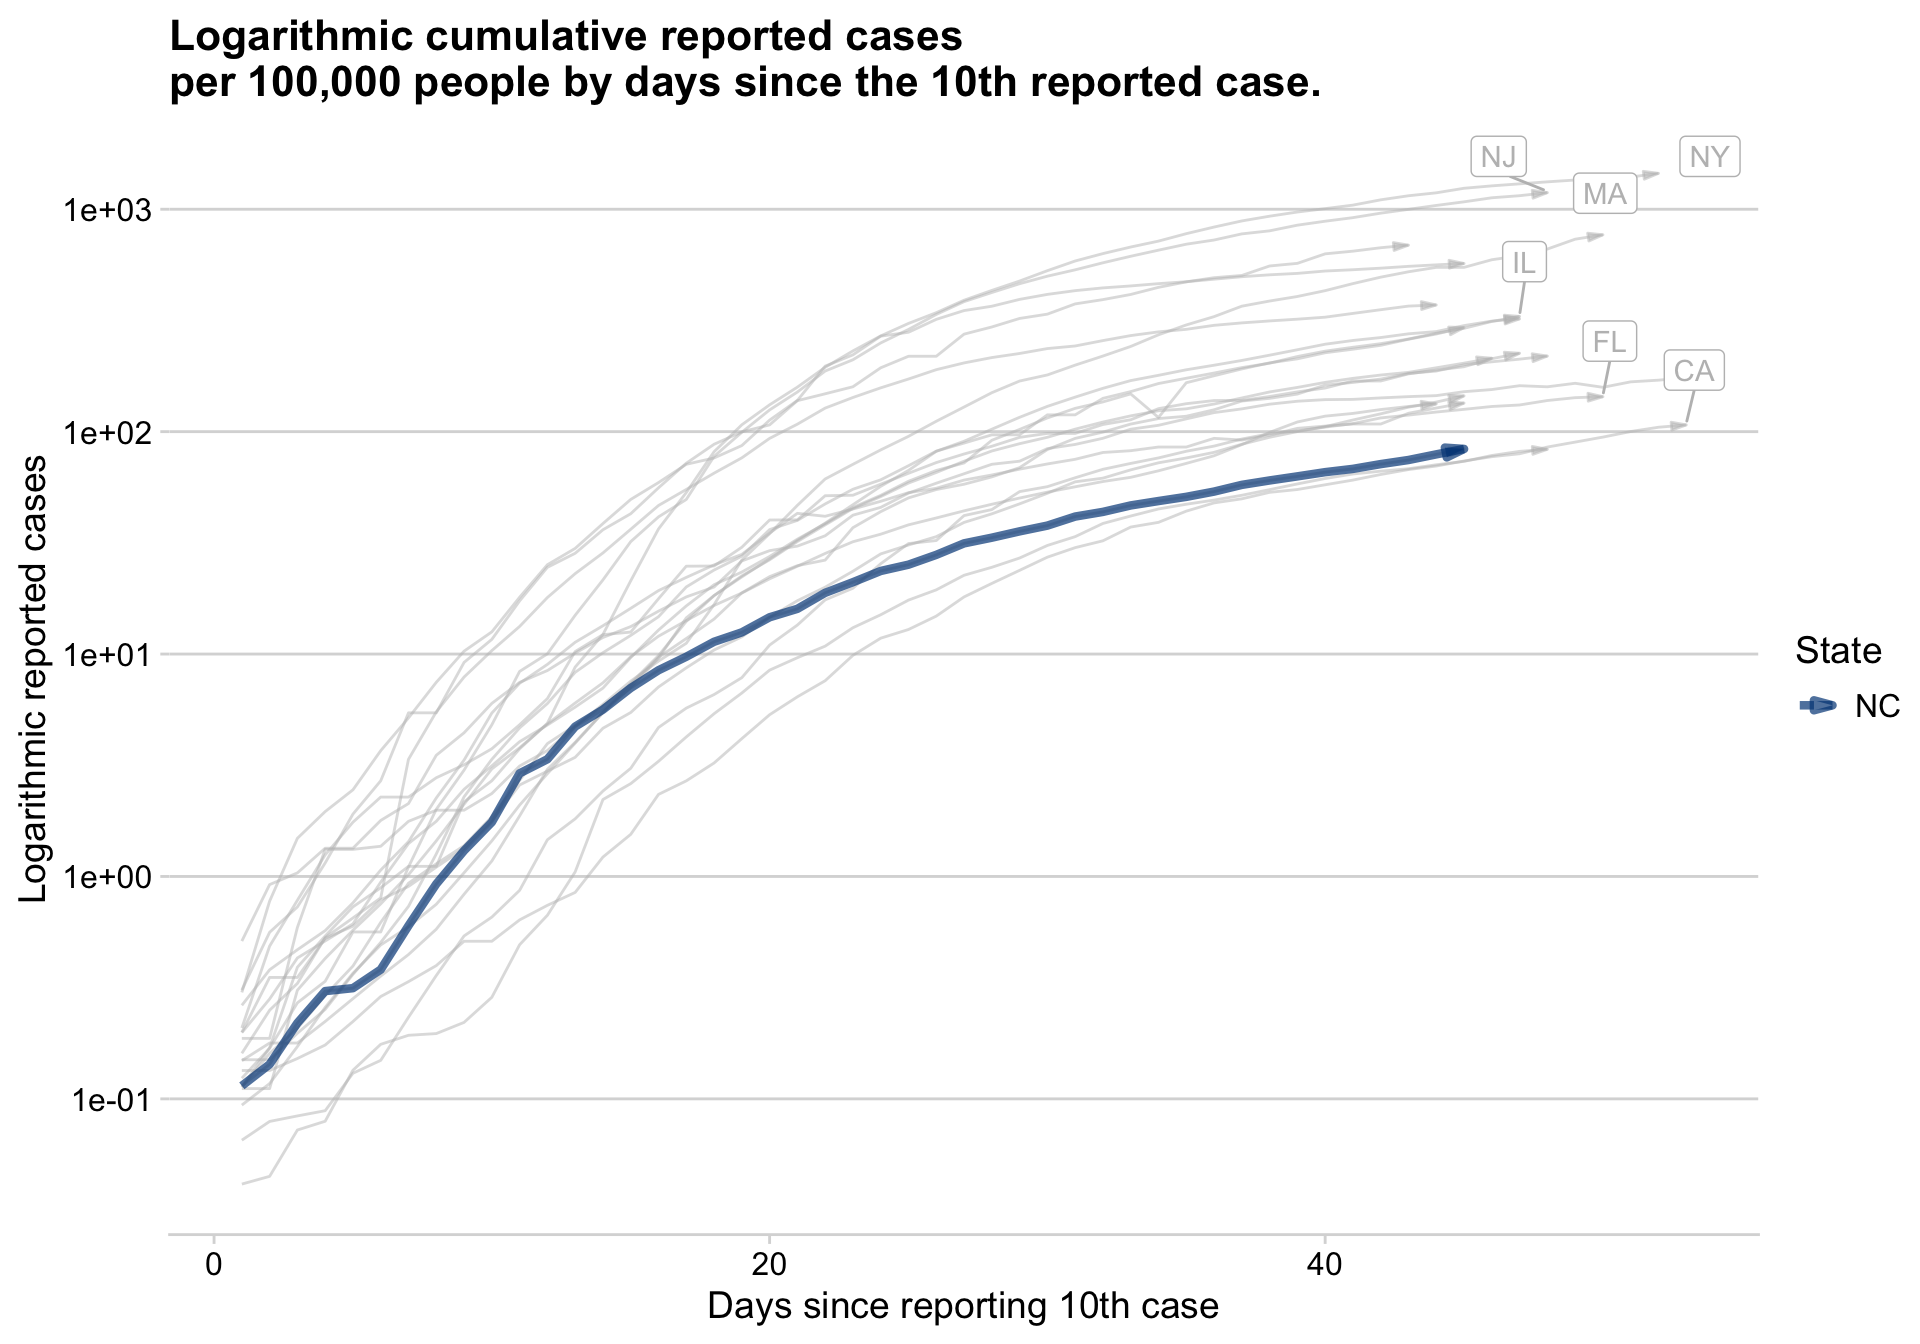 Logarithmic cumulative reported cases
per 100,000 people by days since the 10th reported case.
NJ
NY
MA
IL
FL
CA
1e+03
1e+02
1e+01
1e+00
1e-01
Logarithmic reported cases
State
NC
0
20
40
Days since reporting 10th case